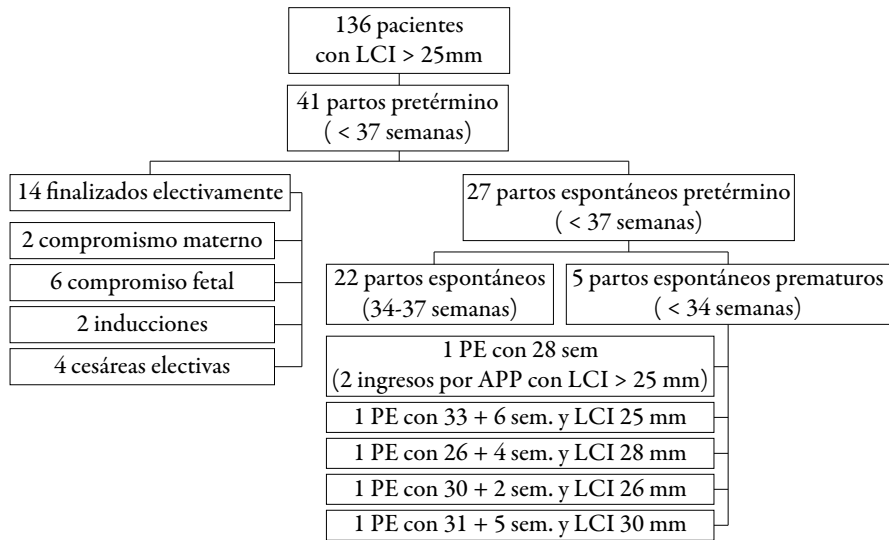 136 pacientes
con LCI > 25mm
41 partos pretérmino
( < 37 semanas)
14 finalizados electivamente
2 compromismo materno
6 compromiso fetal
2 inducciones
4 cesáreas electivas
27 partos espontáneos pretérmino
( < 37 semanas)
22 partos espontáneos
(34-37 semanas)
5 partos espontáneos prematuros
( < 34 semanas)
1 PE con 28 sem
(2 ingresos por APP con LCI > 25 mm)
1 PE con 33 + 6 sem. y LCI 25 mm
1 PE con 26 + 4 sem. y LCI 28 mm
1 PE con 30 + 2 sem. y LCI 26 mm
1 PE con 31 + 5 sem. y LCI 30 mm